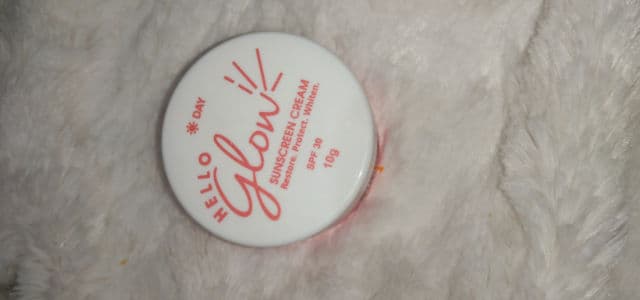 DAY
HELLO
glow
SUNSCREEN CREAM
Restore. Protect. Whiten.
SPF 30
10g